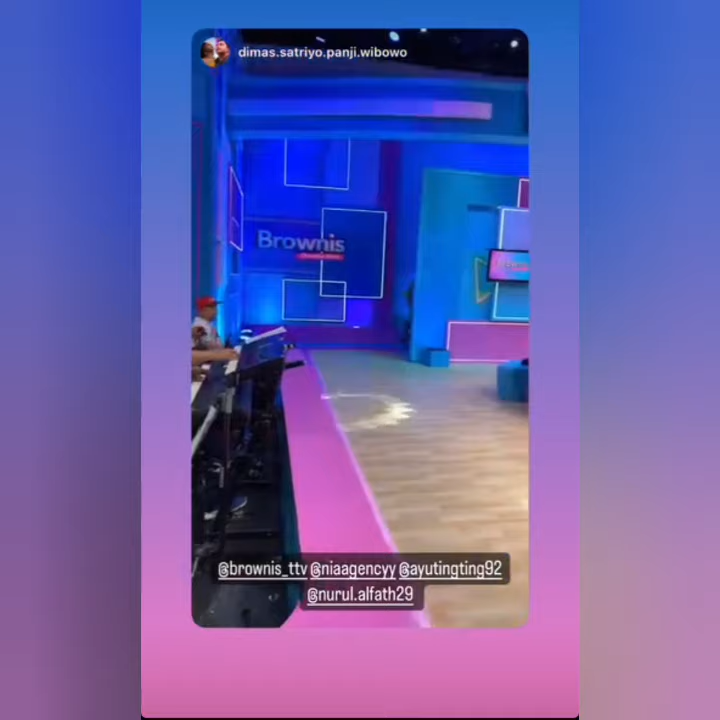 dimas.satriyo.panji.wibowo
Brownis
@brownis_ttv @niaagencyy @ayutingting92
@nurul.alfath29